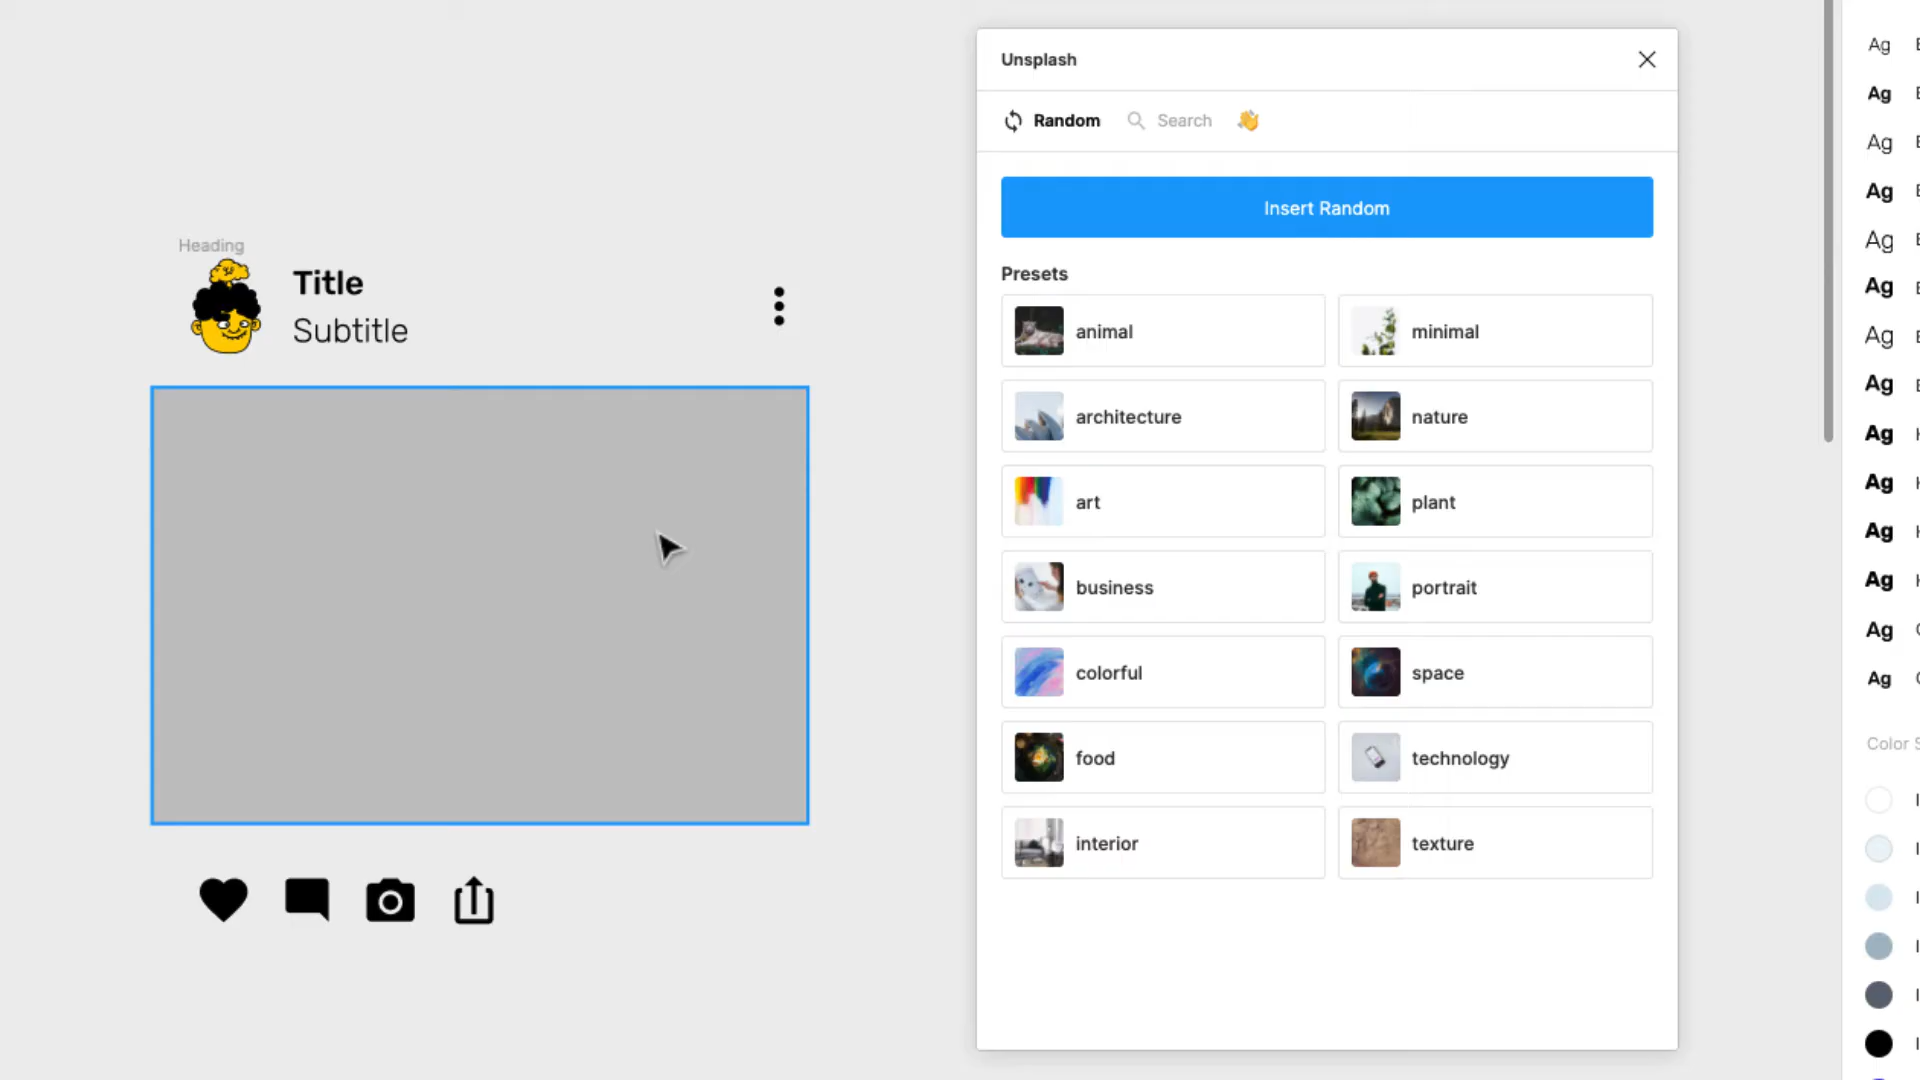 Unsplash
Random
Search
Insert Random
Presets
animal
minimal
architecture
nature
art
plant
business
portrait
colorful
space
food
technology
interior
texture
Heading
Title
Subtitle
Ag
Ag
Ag
Ag
Ag
Ag
Ag
Ag
Ag
Ag
Ag
Ag
Ag
Ag
Color S